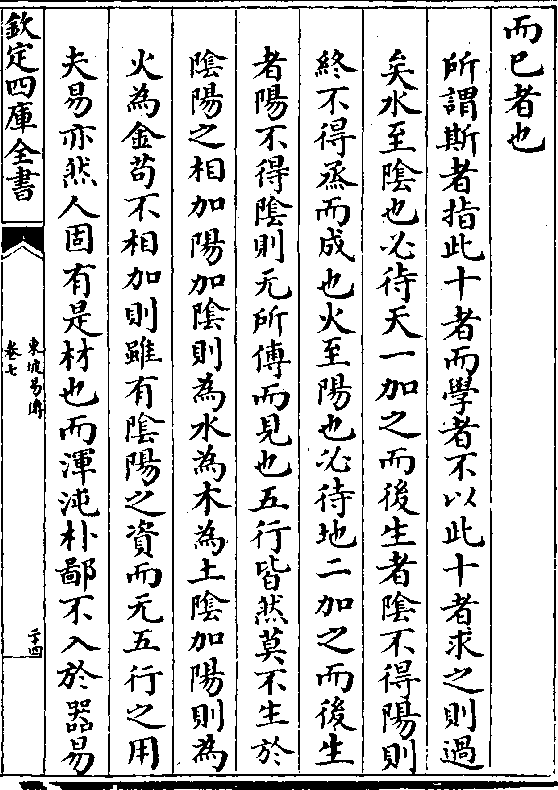 而已者也
所謂斯者指此十者而學者不以此十者求之則過
矣水至陰也必待天一加之而後生者陰不得陽則
終不得烝而成也火至陽也必待地二加之而後生
者陽不得陰則无所傅而見也五行皆然莫不生於
陰陽之相加陽加陰則為水為木為土陰加陽則為
火為金苟不相加則雖有陰陽之資而无五行之用
夫易亦然人固有是材也而渾沌朴鄙不入於器易
欽定四庫全書
東坡易傳
卷七
二十四